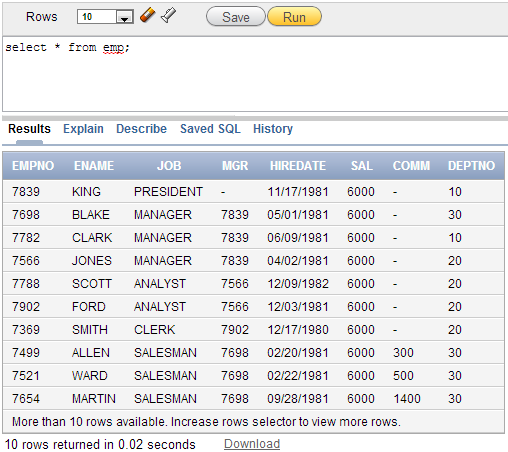 Rows 10 Save Run
select * from emp;
Results Explain Describe Saved SQL History
EMPNO ENAME JOB MGR HIREDATE SAL COMM DEPTNO
7839 KING PRESIDENT - 11/17/1981 6000 - 10
7698 BLAKE MANAGER 7839 05/01/1981 6000 - 30
7782 CLARK MANAGER 7839 06/09/1981 6000 - 10
7566 JONES MANAGER 7839 04/02/1981 6000 - 20
7788 SCOTT ANALYST 7566 12/09/1982 6000 - 20
7902 FORD ANALYST 7566 12/03/1981 6000 - 20
7369 SMITH CLERK 7902 12/17/1980 6000 - 20
7499 ALLEN SALESMAN 7698 02/20/1981 6000 300 30
7521 WARD SALESMAN 7698 02/22/1981 6000 500 30
7654 MARTIN SALESMAN 7698 09/28/1981 6000 1400 30
More than 10 rows available. Increase rows selector to view more rows.
10 rows returned in 0.02 seconds Download